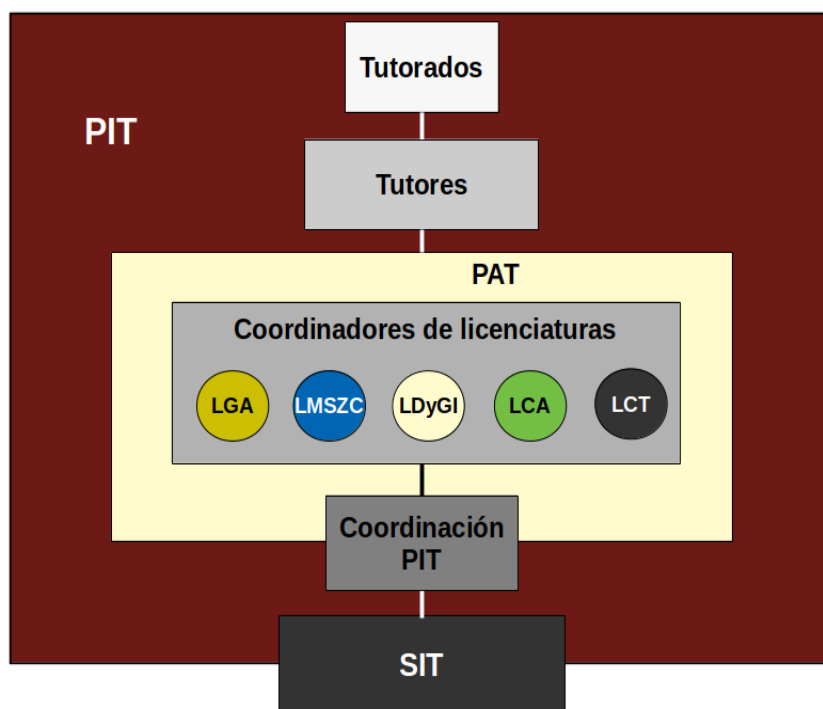 Tutorados
PIT
Tutores
PAT
Coordinadores de licenciaturas
LGA
LMSZC
LDyGI
LCA
LCT
Coordinación
PIT
SIT